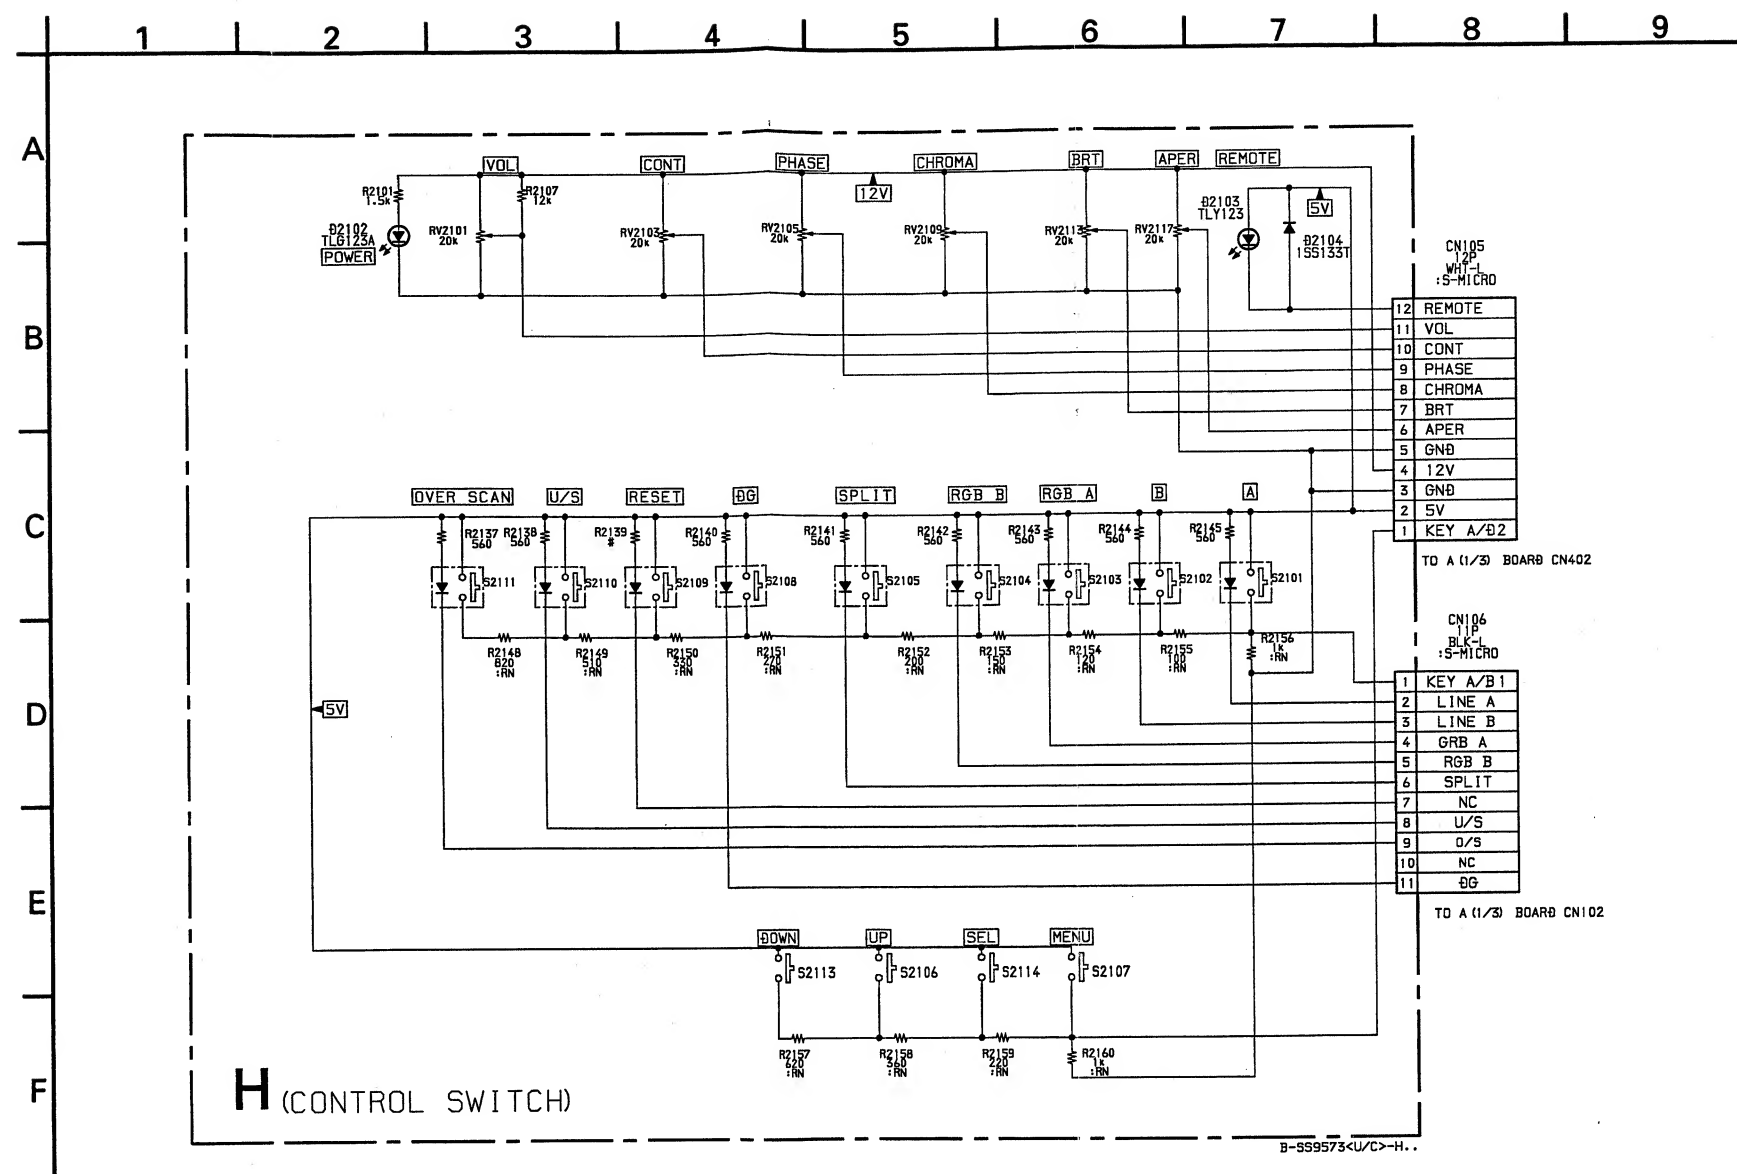 1 2 3 4 5 6 7 8 9
A
B
C
D
E
F
VOL CONT PHASE CHROMA BRT APER REMOTE
12V
5V
R2101
1.5k
R2107
12k
D2102
TLG123A
POWER
RV2101
20k
RV2103
20k
RV2105
20k
RV2109
20k
RV2113
20k
RV2117
20k
D2103
TLY123
D2104
1SS133T
CN105
12P
WHT-L
:S-MICRO
12 REMOTE
11 VOL
10 CONT
9 PHASE
8 CHROMA
7 BRT
6 APER
5 GND
4 12V
3 GND
2 5V
1 KEY A/D2
TO A (1/3) BOARD CN402
OVER SCAN U/S RESET DG SPLIT RGB B RGB A B A
R2137
560
R2138
560
R2139
#
R2140
560
R2141
560
R2142
560
R2143
560
R2144
560
R2145
560
S2111 S2110 S2109 S2108 S2105 S2104 S2103 S2102 S2101
R2148
820
:RN
R2149
510
:RN
R2150
330
:RN
R2151
270
:RN
R2152
200
:RN
R2153
150
:RN
R2154
120
:RN
R2155
100
:RN
R2156
1k
:RN
CN106
11P
BLK-L
:S-MICRO
1 KEY A/B1
2 LINE A
3 LINE B
4 GRB A
5 RGB B
6 SPLIT
7 NC
8 U/S
9 O/S
10 NC
11 DG
TO A (1/3) BOARD CN102
5V
DOWN UP SEL MENU
S2113 S2106 S2114 S2107
R2157
620
:RN
R2158
360
:RN
R2159
220
:RN
R2160
1k
:RN
H (CONTROL SWITCH)
B-SS9573<U/C>-H..